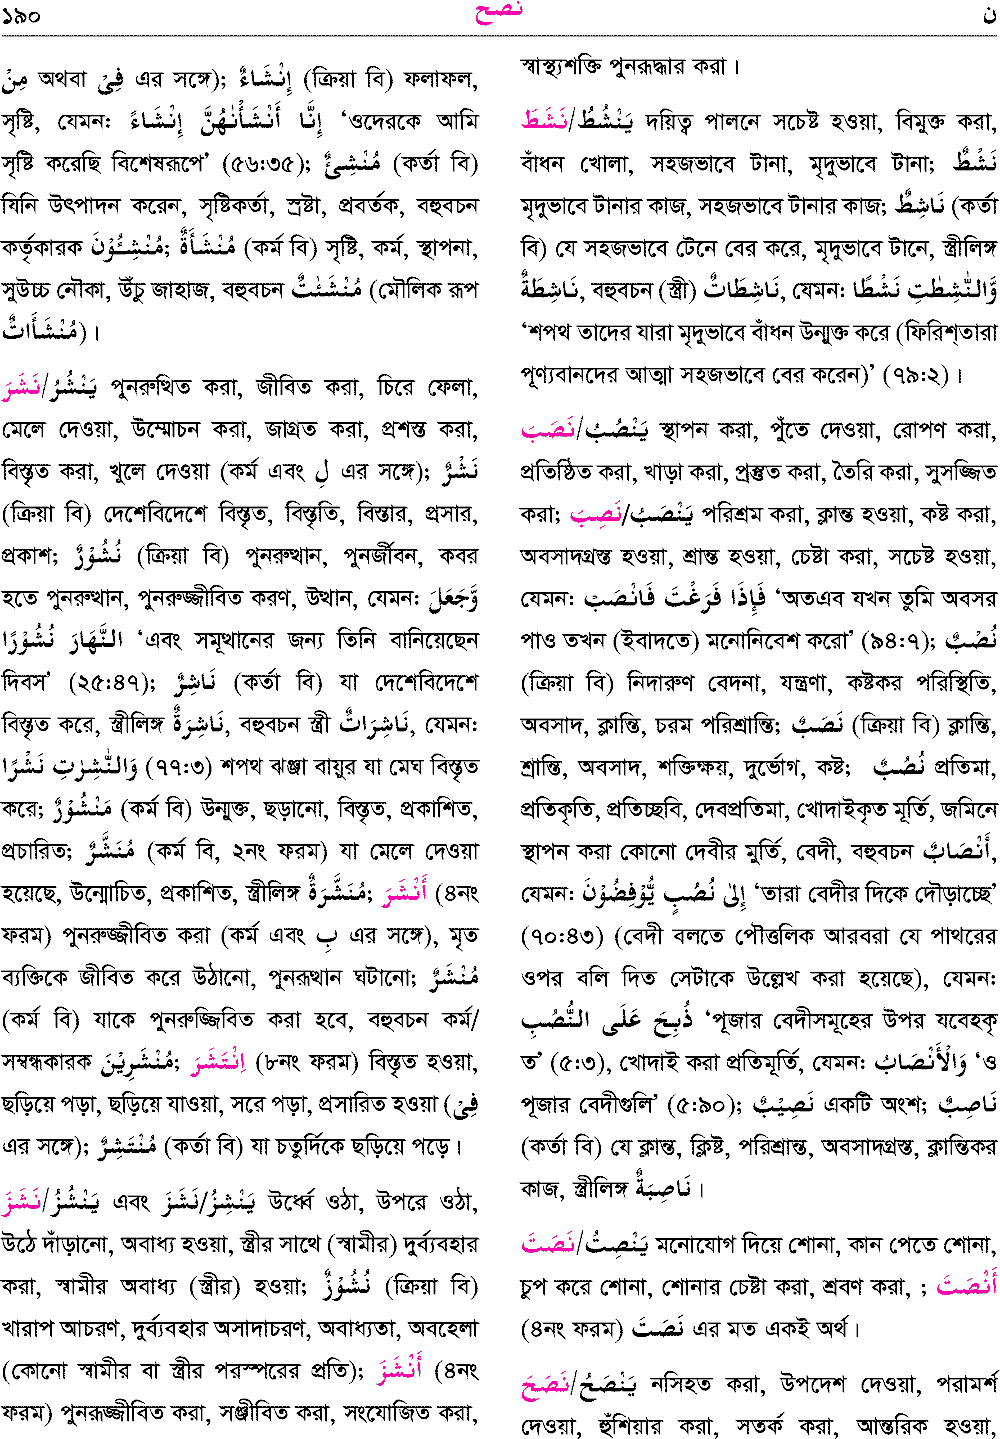 ১৯০ نصح ن
مِنْ অথবা فِىْ এর সঙ্গে); إِنْشَاءٌ (ক্রিয়া বি) ফলাফল,
সৃষ্টি, যেমন: إِنَّا أَنْشَأْنٰهُنَّ إِنْشَاءً ‘ওদেরকে আমি
সৃষ্টি করেছি বিশেষরূপে’ (৫৬:৩৫); مُنْشِئٌ (কর্তা বি)
যিনি উৎপাদন করেন, সৃষ্টিকর্তা, স্রষ্টা, প্রবর্তক, বহুবচন
কর্তৃকারক مُنْشِئُوْنَ; مُنْشَأَةٌ (কর্ম বি) সৃষ্টি, কর্ম, স্থাপনা,
সুউচ্চ নৌকা, উঁচু জাহাজ, বহুবচন مُنْشَئٰتٌ (মৌলিক রূপ
مُنْشَأَاتٌ)।
نَشَرَ/يَنْشُرُ পুনরুত্থিত করা, জীবিত করা, চিরে ফেলা,
মেলে দেওয়া, উম্মোচন করা, জাগ্রত করা, প্রশস্ত করা,
বিস্তৃত করা, খুলে দেওয়া (কর্ম এবং لِ এর সঙ্গে); نَشْرٌ
(ক্রিয়া বি) দেশেবিদেশে বিস্তৃত, বিস্তৃতি, বিস্তার, প্রসার,
প্রকাশ; نُشُوْرٌ (ক্রিয়া বি) পুনরুত্থান, পুনর্জীবন, কবর
হতে পুনরুত্থান, পুনরুজ্জীবিত করণ, উত্থান, যেমন: وَّجَعَلَ
النَّهَارَ نُشُوْرًا ‘এবং সমূত্থানের জন্য তিনি বানিয়েছেন
দিবস’ (২৫:৪৭); نَاشِرٌ (কর্তা বি) যা দেশেবিদেশে
বিস্তৃত করে, স্ত্রীলিঙ্গ نَاشِرَةٌ, বহুবচন স্ত্রী نَاشِرَاتٌ, যেমন:
وَالنّٰشِرٰتِ نَشْرًا (৭৭:৩) শপথ ঝঞ্জা বায়ুর যা মেঘ বিস্তৃত
করে; مَنْشُوْرٌ (কর্ম বি) উন্মুক্ত, ছড়ানো, বিস্তৃত, প্রকাশিত,
প্রচারিত; مُنَشَّرٌ (কর্ম বি, ২নং ফরম) যা মেলে দেওয়া
হয়েছে, উন্মোচিত, প্রকাশিত, স্ত্রীলিঙ্গ مُنَشَّرَةٌ; أَنْشَرَ (৪নং
ফরম) পুনরুজ্জীবিত করা (কর্ম এবং بِ এর সঙ্গে), মৃত
ব্যক্তিকে জীবিত করে উঠানো, পুনরূত্থান ঘটানো; مُنْشَرٌ
(কর্ম বি) যাকে পুনরুজ্জিবিত করা হবে, বহুবচন কর্ম/
সম্বন্ধকারক مُنْشَرِيْنَ; اِنْتَشَرَ (৮নং ফরম) বিস্তৃত হওয়া,
ছড়িয়ে পড়া, ছড়িয়ে যাওয়া, সরে পড়া, প্রসারিত হওয়া (فِىْ
এর সঙ্গে); مُنْتَشِرٌ (কর্তা বি) যা চতুর্দিকে ছড়িয়ে পড়ে।
نَشَزَ/يَنْشُزُ এবং نَشَزَ/يَنْشِزُ উর্ধ্বে ওঠা, উপরে ওঠা,
উঠে দাঁড়ানো, অবাধ্য হওয়া, স্ত্রীর সাথে (স্বামীর) দুর্ব্যবহার
করা, স্বামীর অবাধ্য (স্ত্রীর) হওয়া; نُشُوْزٌ (ক্রিয়া বি)
খারাপ আচরণ, দুর্ব্যবহার অসাদাচরণ, অবাধ্যতা, অবহেলা
(কোনো স্বামীর বা স্ত্রীর পরস্পরের প্রতি); أَنْشَزَ (৪নং
ফরম) পুনরূজ্জীবিত করা, সঞ্জীবিত করা, সংযোজিত করা,
স্বাস্থ্যশক্তি পুনরূদ্ধার করা।
نَشَطَ/يَنْشُطُ দয়িত্ব পালনে সচেষ্ট হওয়া, বিমুক্ত করা,
বাঁধন খোলা, সহজভাবে টানা, মৃদুভাবে টানা; نَشْطٌ
মৃদুভাবে টানার কাজ, সহজভাবে টানার কাজ; نَاشِطٌ (কর্তা
বি) যে সহজভাবে টেনে বের করে, মৃদুভাবে টানে, স্ত্রীলিঙ্গ
نَاشِطَةٌ, বহুবচন (স্ত্রী) نَاشِطَاتٌ, যেমন: وَّالنّٰشِطٰتِ نَشْطًا
‘শপথ তাদের যারা মৃদুভাবে বাঁধন উন্মুক্ত করে (ফিরিশ্‌তারা
পূণ্যবানদের আত্মা সহজভাবে বের করেন)’ (৭৯:২)।
نَصَبَ/يَنْصُبُ স্থাপন করা, পুঁতে দেওয়া, রোপণ করা,
প্রতিষ্ঠিত করা, খাড়া করা, প্রস্তুত করা, তৈরি করা, সুসজ্জিত
করা; نَصِبَ/يَنْصَبُ পরিশ্রম করা, ক্লান্ত হওয়া, কষ্ট করা,
অবসাদগ্রস্ত হওয়া, শ্রান্ত হওয়া, চেষ্টা করা, সচেষ্ট হওয়া,
যেমন: فَإِذَا فَرَغْتَ فَانْصَبْ ‘অতএব যখন তুমি অবসর
পাও তখন (ইবাদতে) মনোনিবেশ করো’ (৯৪:৭); نُصْبٌ
(ক্রিয়া বি) নিদারুণ বেদনা, যন্ত্রণা, কষ্টকর পরিস্থিতি,
অবসাদ, ক্লান্তি, চরম পরিশ্রান্তি; نَصَبٌ (ক্রিয়া বি) ক্লান্তি,
শ্রান্তি, অবসাদ, শক্তিক্ষয়, দুর্ভোগ, কষ্ট; نُصُبٌ প্রতিমা,
প্রতিকৃতি, প্রতিচ্ছবি, দেবপ্রতিমা, খোদাইকৃত মূর্তি, জমিনে
স্থাপন করা কোনো দেবীর মুর্তি, বেদী, বহুবচন أَنْصَابٌ,
যেমন: إِلٰى نُصُبٍ يُّوْفِضُوْنَ ‘তারা বেদীর দিকে দৌড়াচ্ছে’
(৭০:৪৩) (বেদী বলতে পৌত্তলিক আরবরা যে পাথরের
ওপর বলি দিত সেটাকে উল্লেখ করা হয়েছে), যেমন:
ذُبِحَ عَلَى النُّصُبِ ‘পূজার বেদীসমূহের উপর যবেহকৃ
ত’ (৫:৩), খোদাই করা প্রতিমূর্তি, যেমন: وَالْأَنْصَابُ ‘ও
পূজার বেদীগুলি’ (৫:৯০); نَصِيْبٌ একটি অংশ; نَاصِبٌ
(কর্তা বি) যে ক্লান্ত, ক্লিষ্ট, পরিশ্রান্ত, অবসাদগ্রস্ত, ক্লান্তিকর
কাজ, স্ত্রীলিঙ্গ نَاصِبَةٌ।
نَصَتَ/يَنْصِتُ মনোযোগ দিয়ে শোনা, কান পেতে শোনা,
চুপ করে শোনা, শোনার চেষ্টা করা, শ্রবণ করা, ; أَنْصَتَ
(৪নং ফরম) نَصَتَ এর মত একই অর্থ।
نَصَحَ/يَنْصَحُ নসিহত করা, উপদেশ দেওয়া, পরামর্শ
দেওয়া, হুঁশিয়ার করা, সতর্ক করা, আন্তরিক হওয়া,